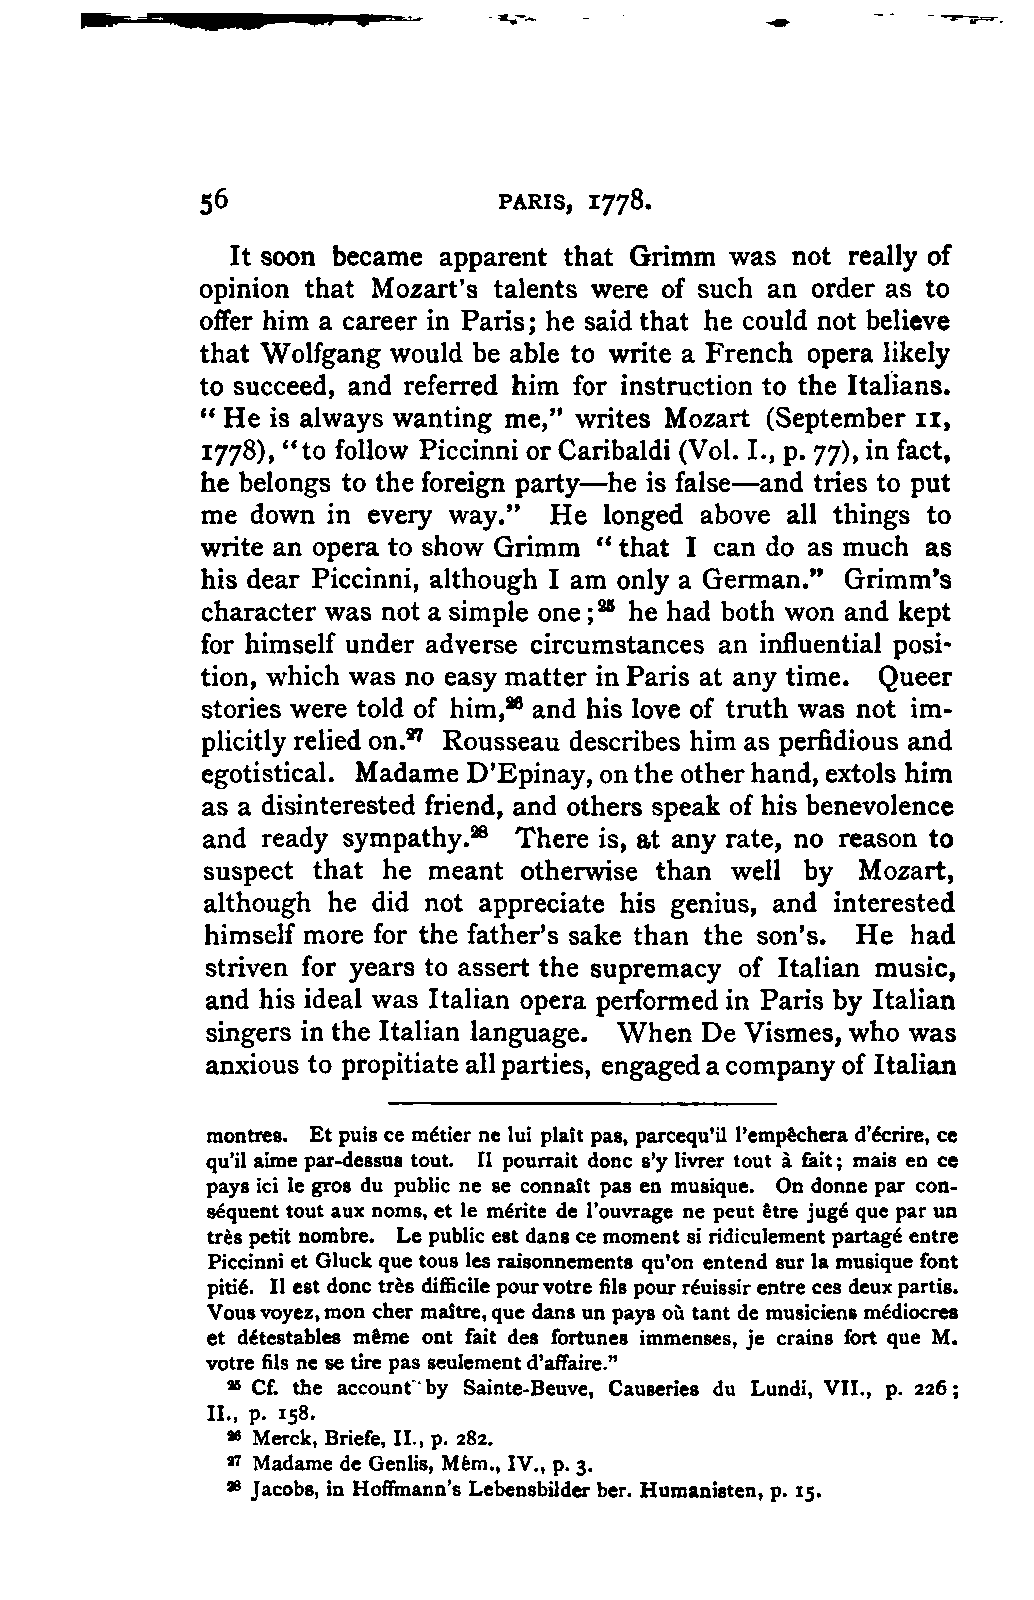 56 PARIS, 1778.
It soon became apparent that Grimm was not really of
opinion that Mozart's talents were of such an order as to
offer him a career in Paris; he said that he could not believe
that Wolfgang would be able to write a French opera likely
to succeed, and referred him for instruction to the Italians.
“ He is always wanting me,” writes Mozart (September 11,
1778), “to follow Piccinni or Caribaldi (Vol. I., p. 77), in fact,
he belongs to the foreign party—he is false—and tries to put
me down in every way.” He longed above all things to
write an opera to show Grimm “ that I can do as much as
his dear Piccinni, although I am only a German.” Grimm's
character was not a simple one ;²⁵ he had both won and kept
for himself under adverse circumstances an influential posi-
tion, which was no easy matter in Paris at any time. Queer
stories were told of him,²⁶ and his love of truth was not im-
plicitly relied on.²⁷ Rousseau describes him as perfidious and
egotistical. Madame D'Epinay, on the other hand, extols him
as a disinterested friend, and others speak of his benevolence
and ready sympathy.²⁸ There is, at any rate, no reason to
suspect that he meant otherwise than well by Mozart,
although he did not appreciate his genius, and interested
himself more for the father's sake than the son's. He had
striven for years to assert the supremacy of Italian music,
and his ideal was Italian opera performed in Paris by Italian
singers in the Italian language. When De Vismes, who was
anxious to propitiate all parties, engaged a company of Italian
montres. Et puis ce métier ne lui plaît pas, parcequ'il l'empêchera d'écrire, ce
qu'il aime par-dessus tout. Il pourrait donc s'y livrer tout à fait; mais en ce
pays ici le gros du public ne se connaît pas en musique. On donne par con-
séquent tout aux noms, et le mérite de l'ouvrage ne peut être jugé que par un
très petit nombre. Le public est dans ce moment si ridiculement partagé entre
Piccinni et Gluck que tous les raisonnements qu'on entend sur la musique font
pitié. Il est donc très difficile pour votre fils pour réuissir entre ces deux partis.
Vous voyez, mon cher maître, que dans un pays où tant de musiciens médiocres
et détestables même ont fait des fortunes immenses, je crains fort que M.
votre fils ne se tire pas seulement d'affaire.”
²⁵ Cf. the account by Sainte-Beuve, Causeries du Lundi, VII., p. 226;
II., p. 158.
²⁶ Merck, Briefe, II., p. 282.
²⁷ Madame de Genlis, Mêm., IV., p. 3.
²⁸ Jacobs, in Hoffmann's Lebensbilder ber. Humanisten, p. 15.